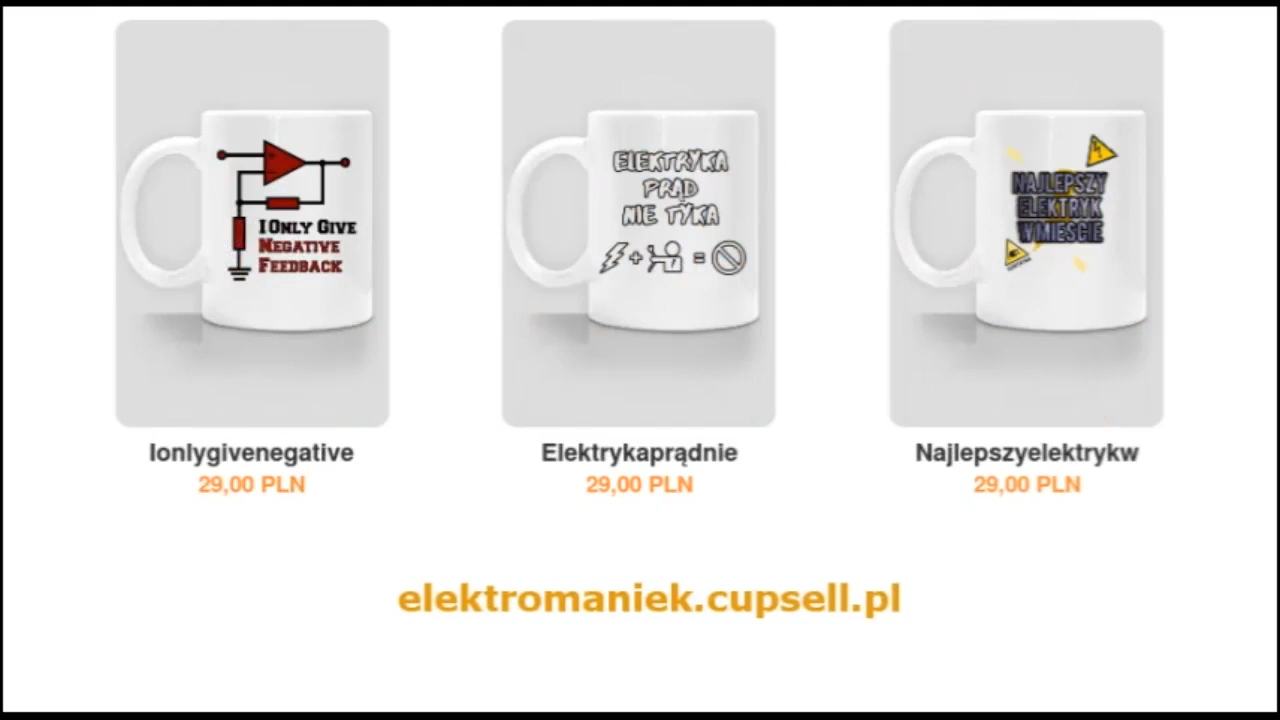 I ONLY GIVE
NEGATIVE
FEEDBACK
ELEKTRYKA
PRĄD
NIE TYKA
+ =
NAJLEPSZY
ELEKTRYK
W MIEŚCIE
Ionlygivenegative
29,00 PLN
Elektrykaprądnie
29,00 PLN
Najlepszyelektrykw
29,00 PLN
elektromaniek.cupsell.pl